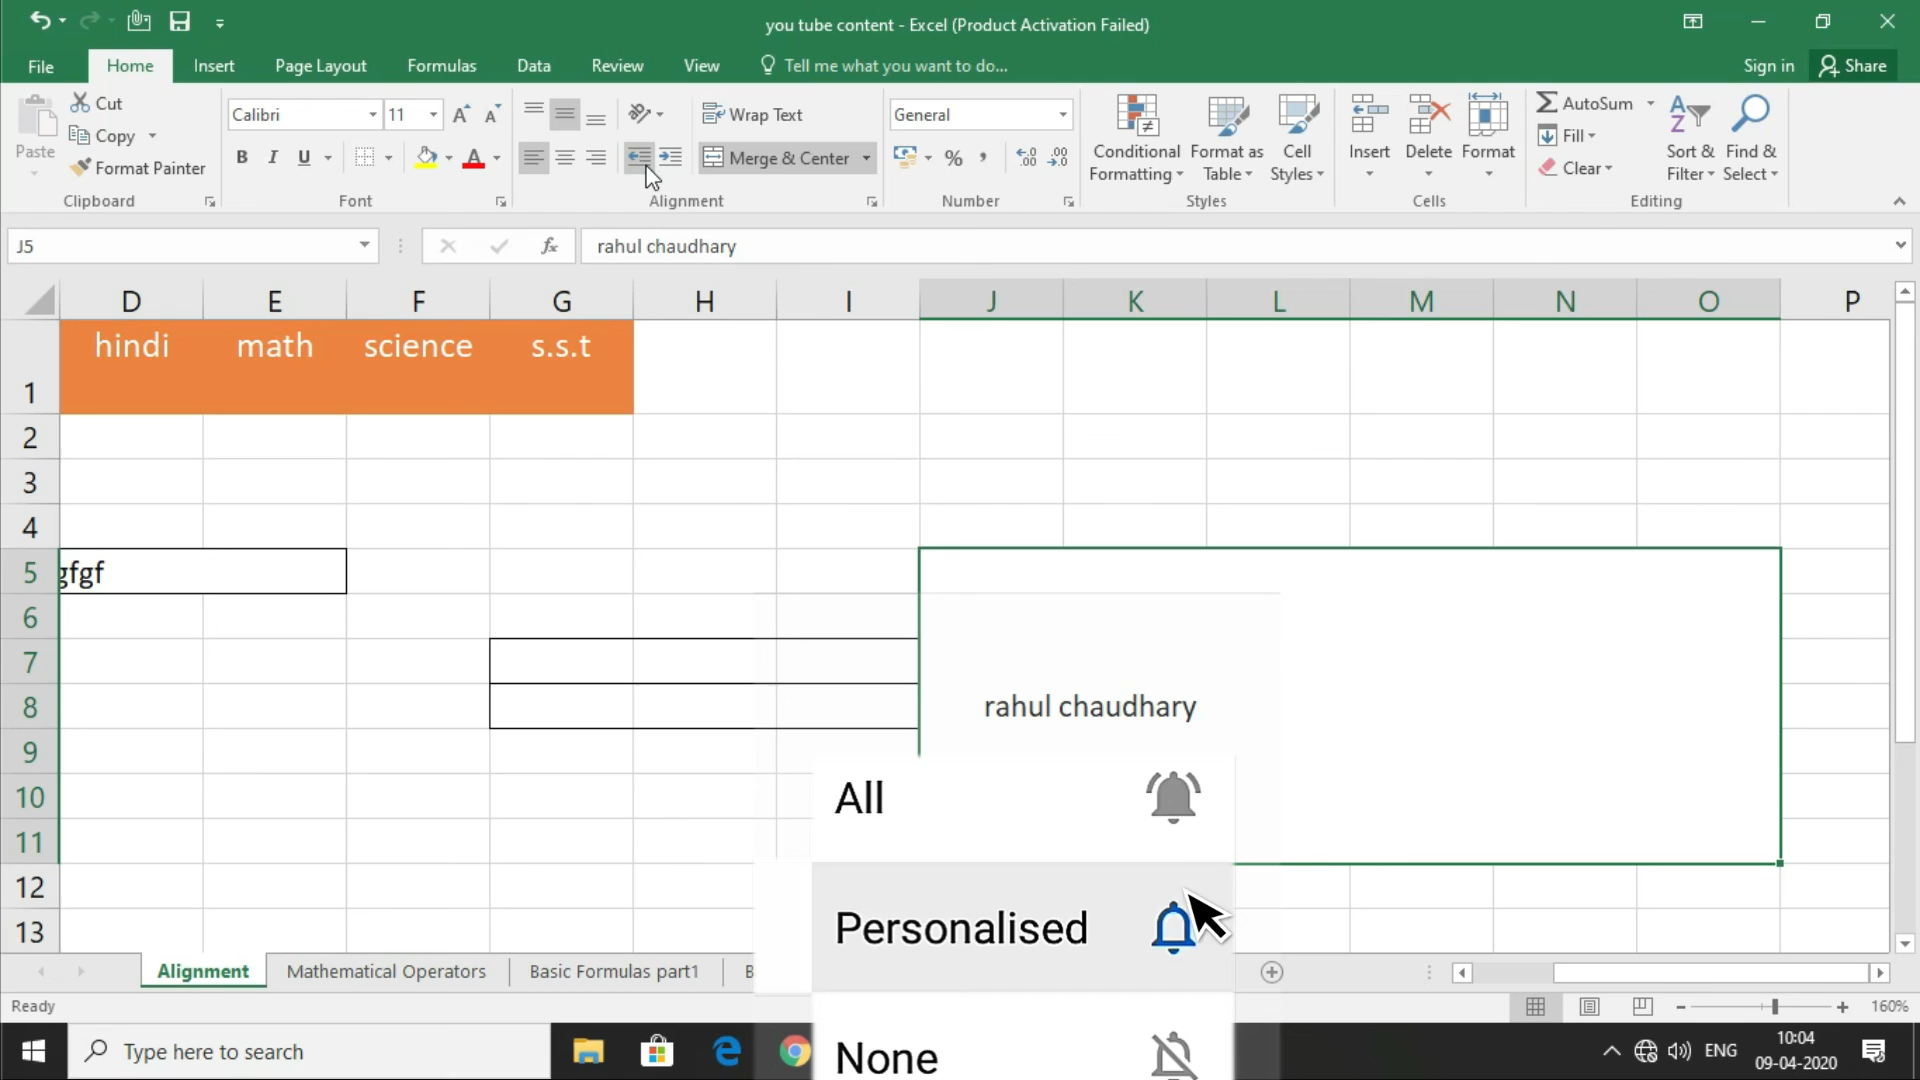 you tube content - Excel (Product Activation Failed)
File Home Insert Page Layout Formulas Data Review View Tell me what you want to do... Sign in Share
Paste
Cut
Copy
Format Painter
Clipboard
Calibri 11
B I U A
Font
Wrap Text
Merge & Center
Alignment
General
%
Number
Conditional Formatting
Format as Table
Cell Styles
Styles
Insert Delete Format
Cells
AutoSum
Fill
Clear
Sort & Filter
Find & Select
Editing
J5 fx rahul chaudhary
D E F G H I J K L M N O P
1 hindi math science s.s.t
2
3
4
5 gfgf
6
7
8 rahul chaudhary
9
10
11
12
13
All
Personalised
None
Alignment Mathematical Operators Basic Formulas part1 B
Ready 160%
Type here to search
ENG
10:04
09-04-2020